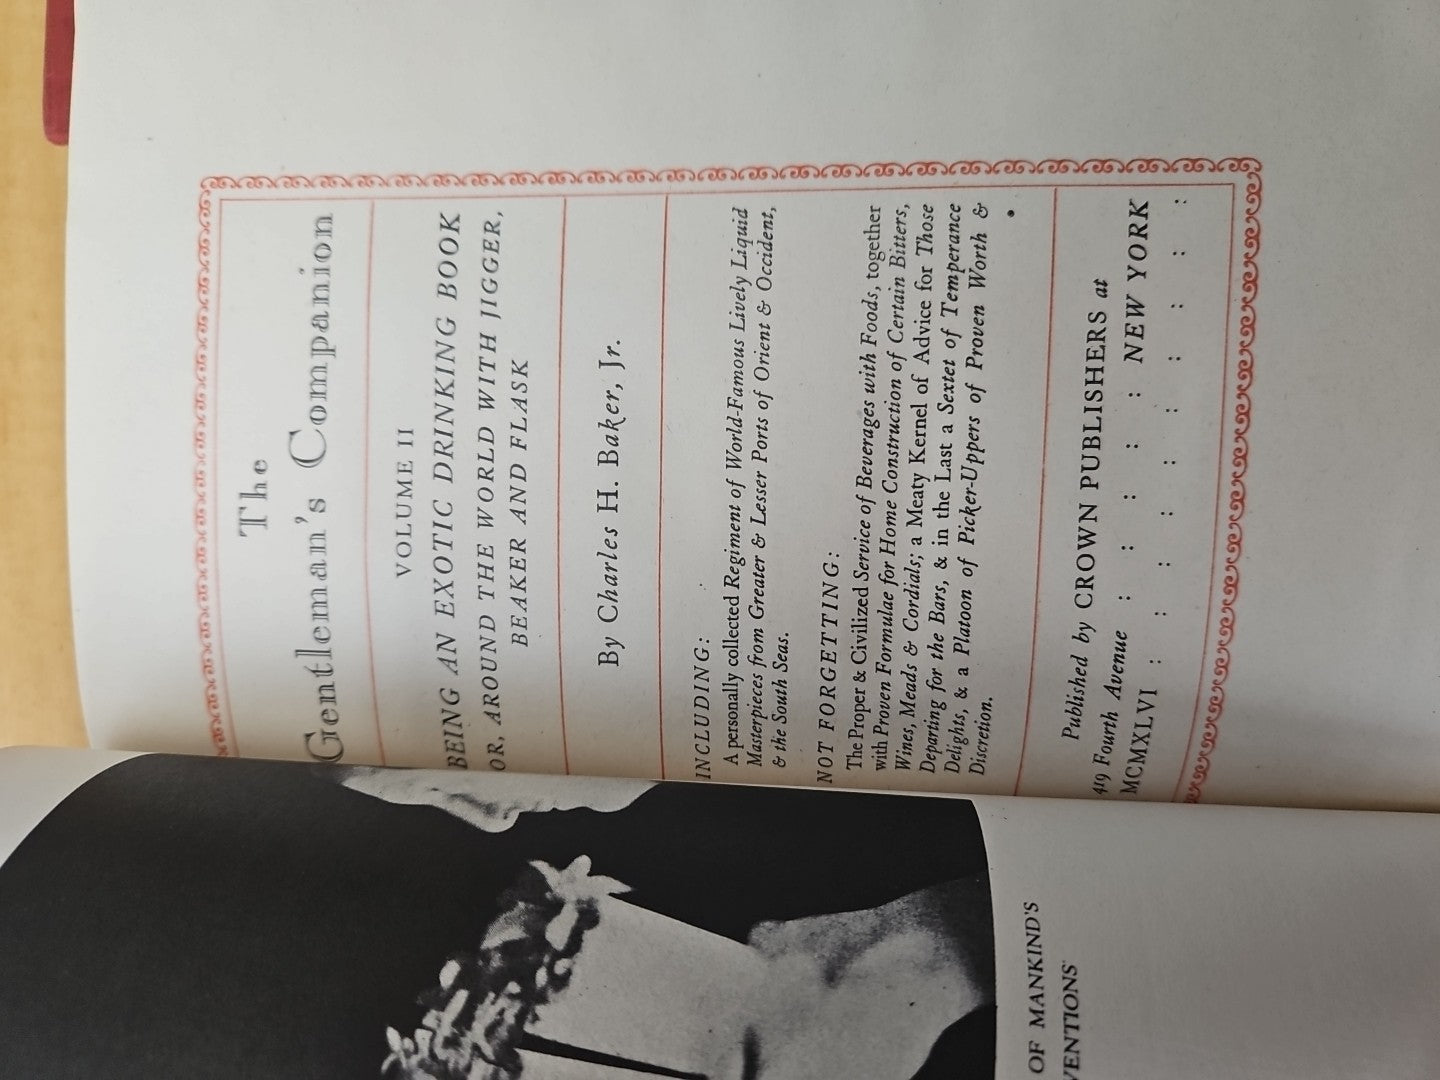 The
Gentleman's Companion
VOLUME II
BEING AN EXOTIC DRINKING BOOK
OR, AROUND THE WORLD WITH JIGGER,
BEAKER AND FLASK
By Charles H. Baker, Jr.
INCLUDING:
A personally collected Regiment of World-Famous Lively Liquid
Masterpieces from Greater & Lesser Ports of Orient & Occident,
& the South Seas.
NOT FORGETTING:
The Proper & Civilized Service of Beverages with Foods, together
with Proven Formulae for Home Construction of Certain Bitters,
Wines, Meads & Cordials; a Meaty Kernel of Advice for Those
Departing for the Bars, & in the Last a Sextet of Temperance
Delights, & a Platoon of Picker-Uppers of Proven Worth &
Discretion.
Published by CROWN PUBLISHERS at
419 Fourth Avenue : : : : : NEW YORK
MCMXLVI : : : : : : : : :
OF MANKIND'S
VENTIONS